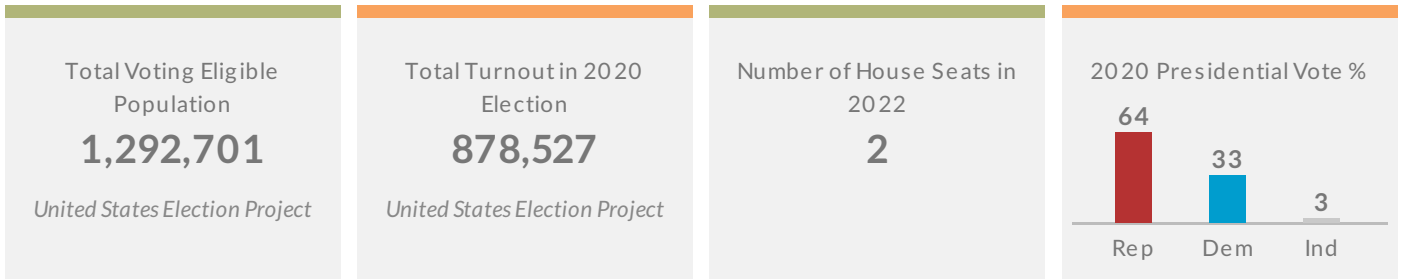 Total Voting Eligible
Population
1,292,701
United States Election Project
Total Turnout in 2020
Election
878,527
United States Election Project
Number of House Seats in
2022
2
2020 Presidential Vote %
64
33
3
Rep Dem Ind